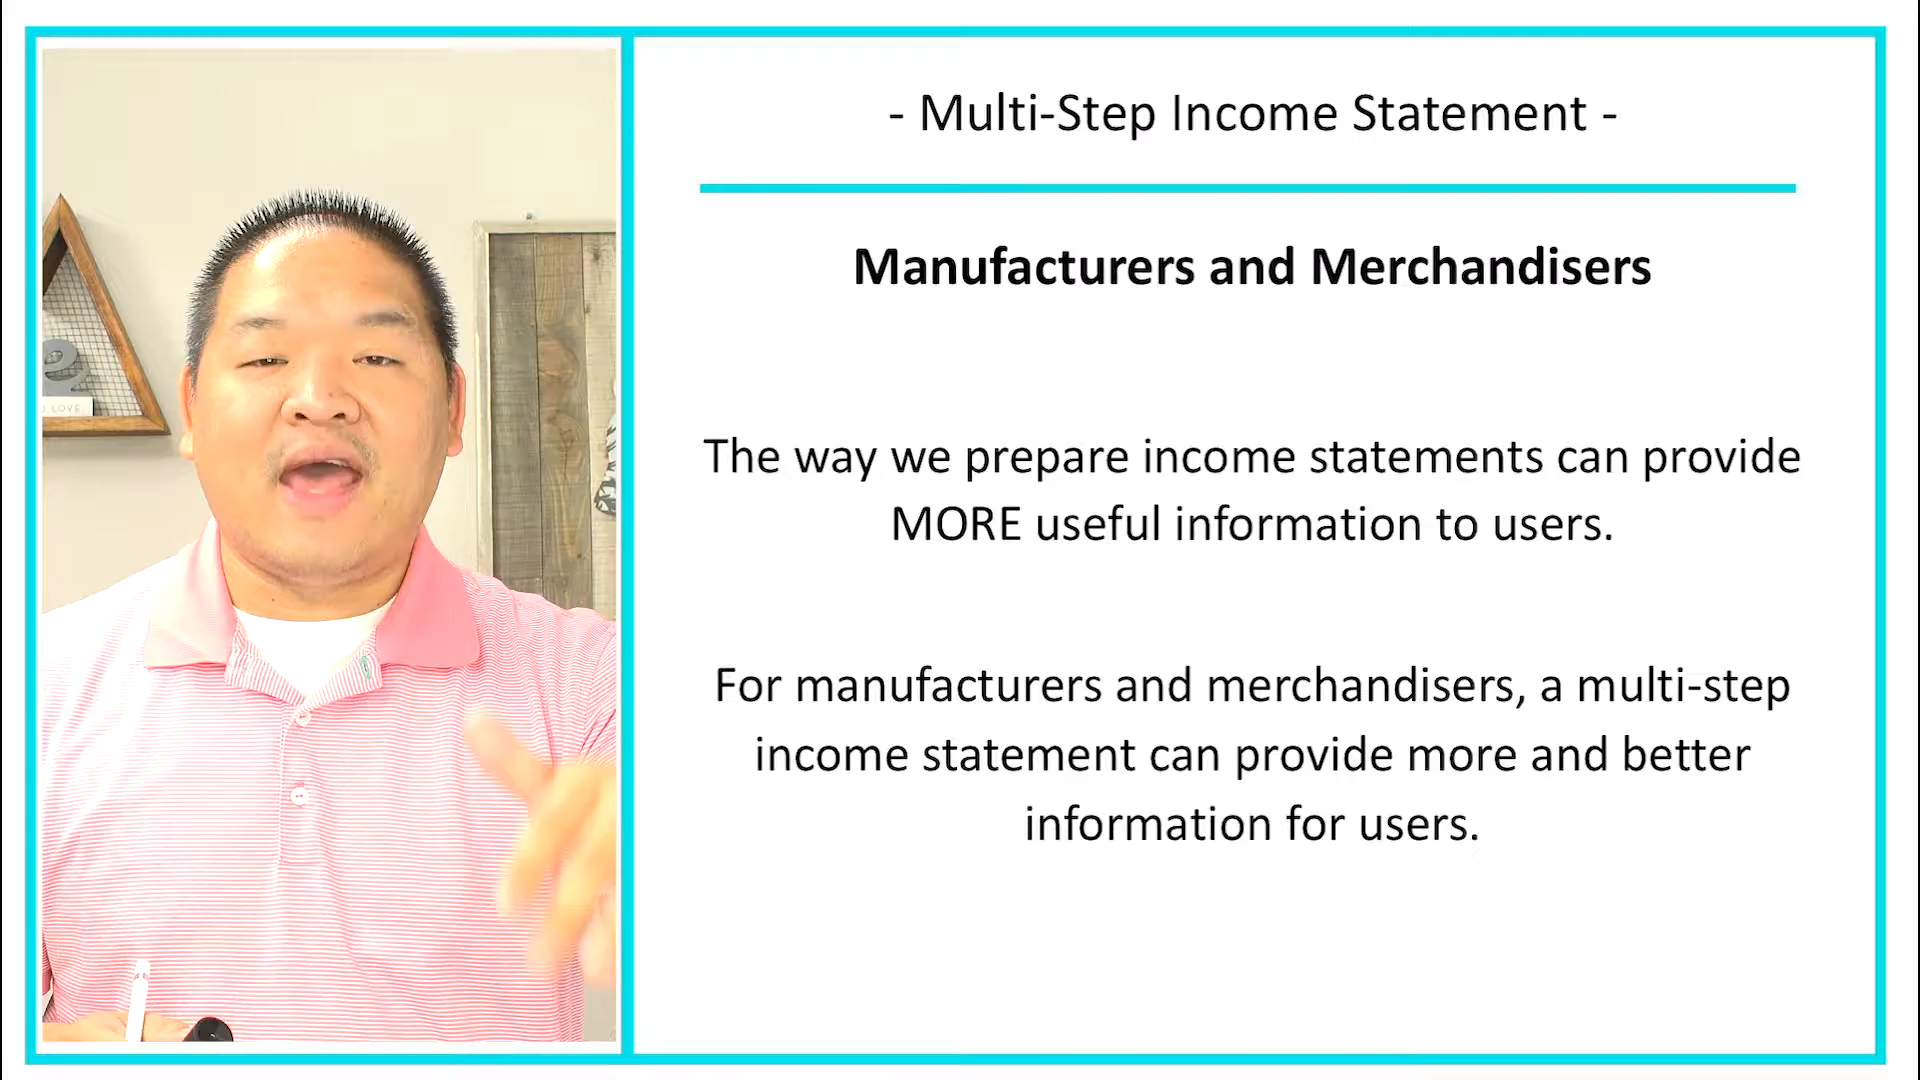 - Multi-Step Income Statement -
Manufacturers and Merchandisers
The way we prepare income statements can provide
MORE useful information to users.
For manufacturers and merchandisers, a multi-step
income statement can provide more and better
information for users.
LOVE